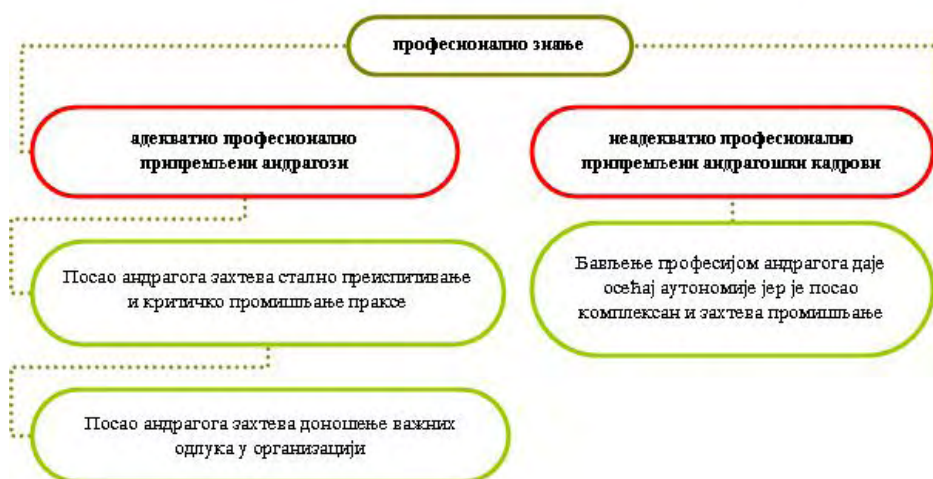 професионално знање
адекватно професионално
припремљени андрагози
неадекватно професионално
припремљени андрагошки кадрови
Посао андрагога захтева стално преиспитивање
и критичко промишљање праксе
Бављење професијом андрагога даје
осећај аутономије јер је посао
комплексан и захтева промишљање
Посао андрагога захтева доношење важних
одлука у организацији